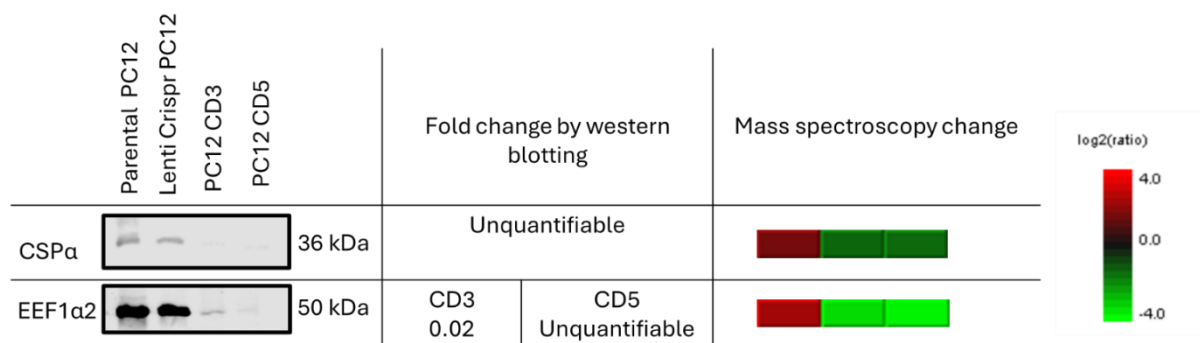 Parental PC12
Lenti Crispr PC12
PC12 CD3
PC12 CD5
Fold change by western
blotting
Mass spectroscopy change
log2(ratio)
4.0
0.0
-4.0
CSPα
36 kDa
Unquantifiable
EEF1α2
50 kDa
CD3
0.02
CD5
Unquantifiable